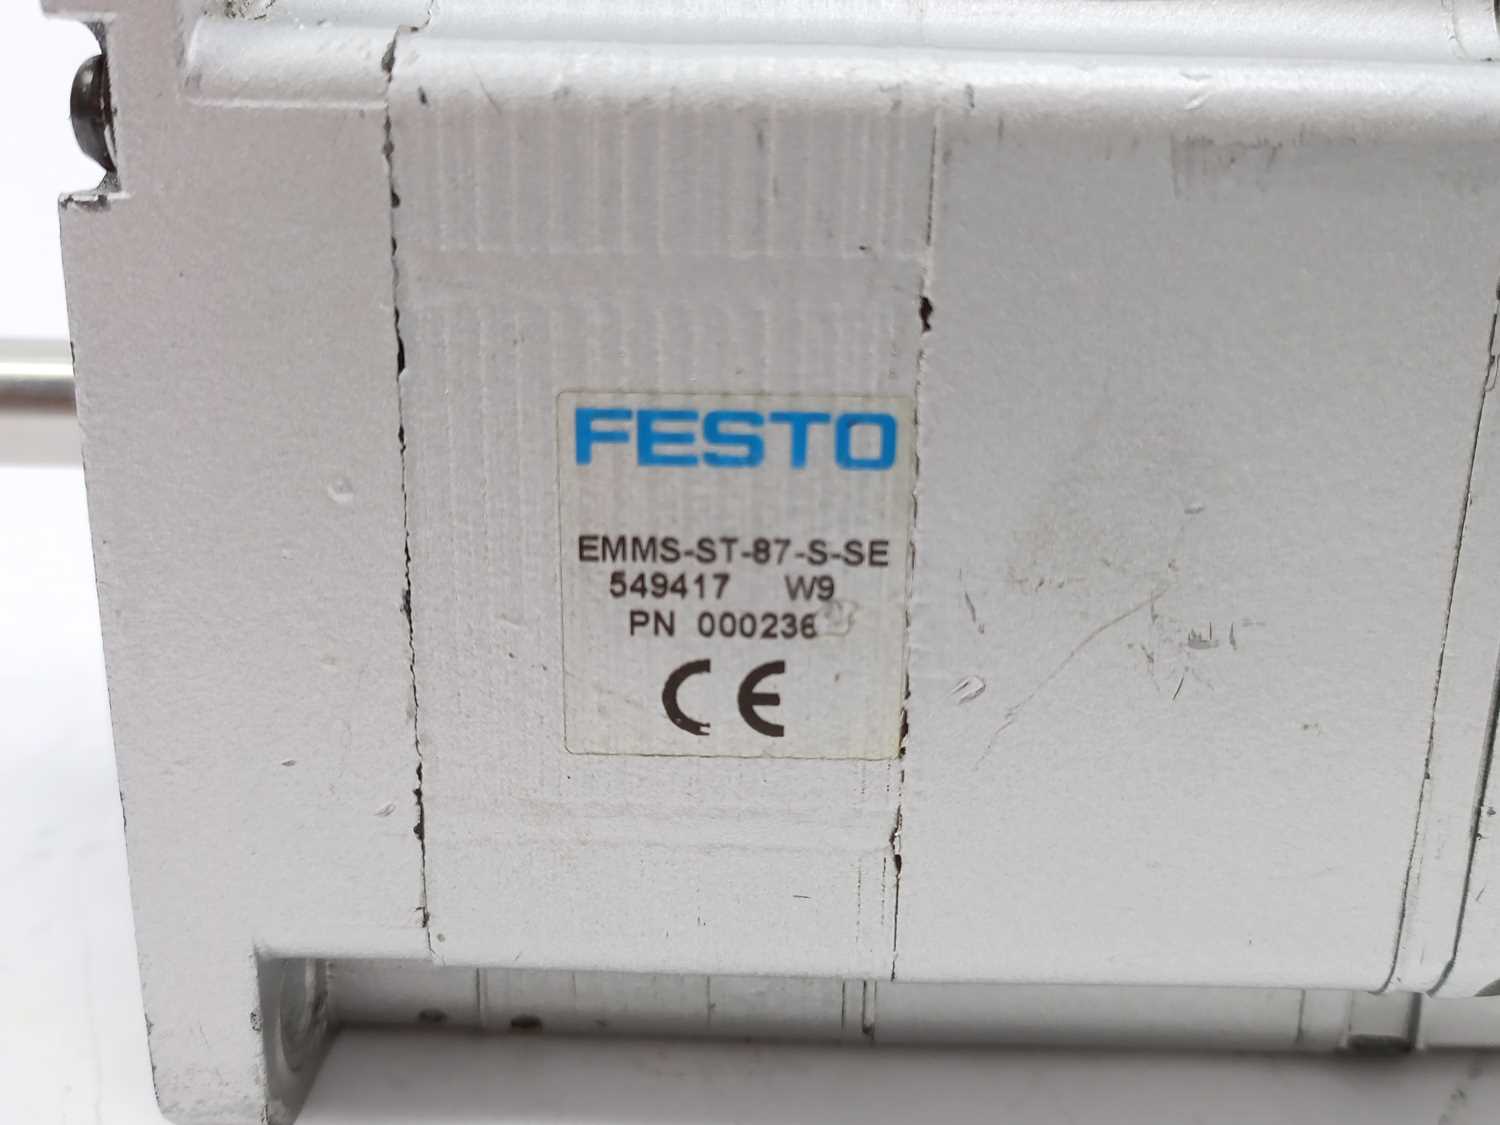 FESTO
EMMS-ST-87-S-SE
549417 W9
PN 000236
CE